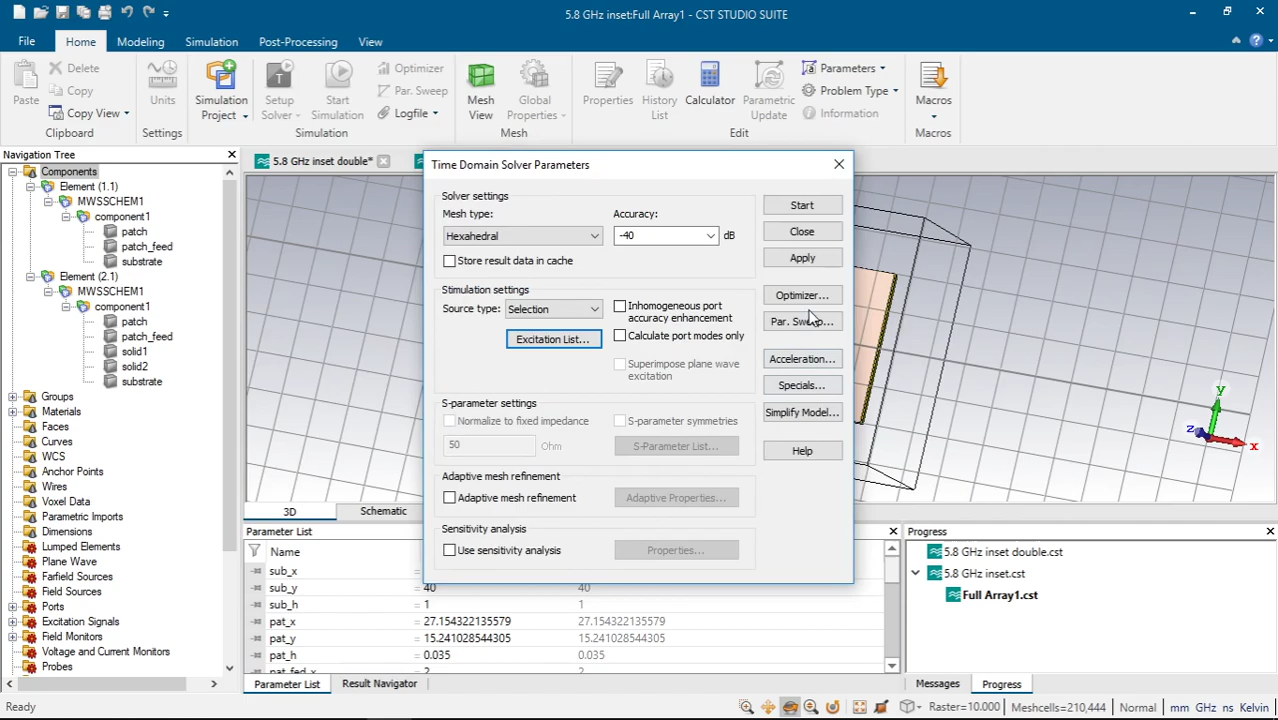 5.8 GHz inset:Full Array1 - CST STUDIO SUITE
File Home Modeling Simulation Post-Processing View
Paste
Delete
Copy
Copy View
Clipboard
Units
Settings
Simulation Project
Setup Solver
Start Simulation
Optimizer
Par. Sweep
Logfile
Simulation
Mesh View
Global Properties
Mesh
Properties
History List
Calculator
Parametric Update
Parameters
Problem Type
Information
Edit
Macros
Macros
Navigation Tree
Components
Element (1.1)
MWSSCHEM1
component1
patch
patch_feed
substrate
Element (2.1)
MWSSCHEM1
component1
patch
patch_feed
solid1
solid2
substrate
Groups
Materials
Faces
Curves
WCS
Anchor Points
Wires
Voxel Data
Parametric Imports
Dimensions
Lumped Elements
Plane Wave
Farfield Sources
Field Sources
Ports
Excitation Signals
Field Monitors
Voltage and Current Monitors
Probes
5.8 GHz inset double*
Time Domain Solver Parameters
Solver settings
Mesh type: Accuracy:
Hexahedral -40 dB
Store result data in cache
Stimulation settings
Source type: Selection
Inhomogeneous port accuracy enhancement
Excitation List...
Calculate port modes only
Superimpose plane wave excitation
S-parameter settings
Normalize to fixed impedance S-parameter symmetries
50 Ohm S-Parameter List...
Adaptive mesh refinement
Adaptive mesh refinement Adaptive Properties...
Sensitivity analysis
Use sensitivity analysis Properties...
Start
Close
Apply
Optimizer...
Par. Sweep...
Acceleration...
Specials...
Simplify Model...
Help
y
z
x
3D Schematic
Parameter List
Name
sub_x
sub_y = 40 40
sub_h = 1 1
pat_x = 27.154322135579 27.154322135579
pat_y = 15.241028544305 15.241028544305
pat_h = 0.035 0.035
pat_fed_x = 2 2
Parameter List Result Navigator
Progress
5.8 GHz inset double.cst
5.8 GHz inset.cst
Full Array1.cst
Messages Progress
Ready
Raster=10.000 Meshcells=210,444 Normal mm GHz ns Kelvin